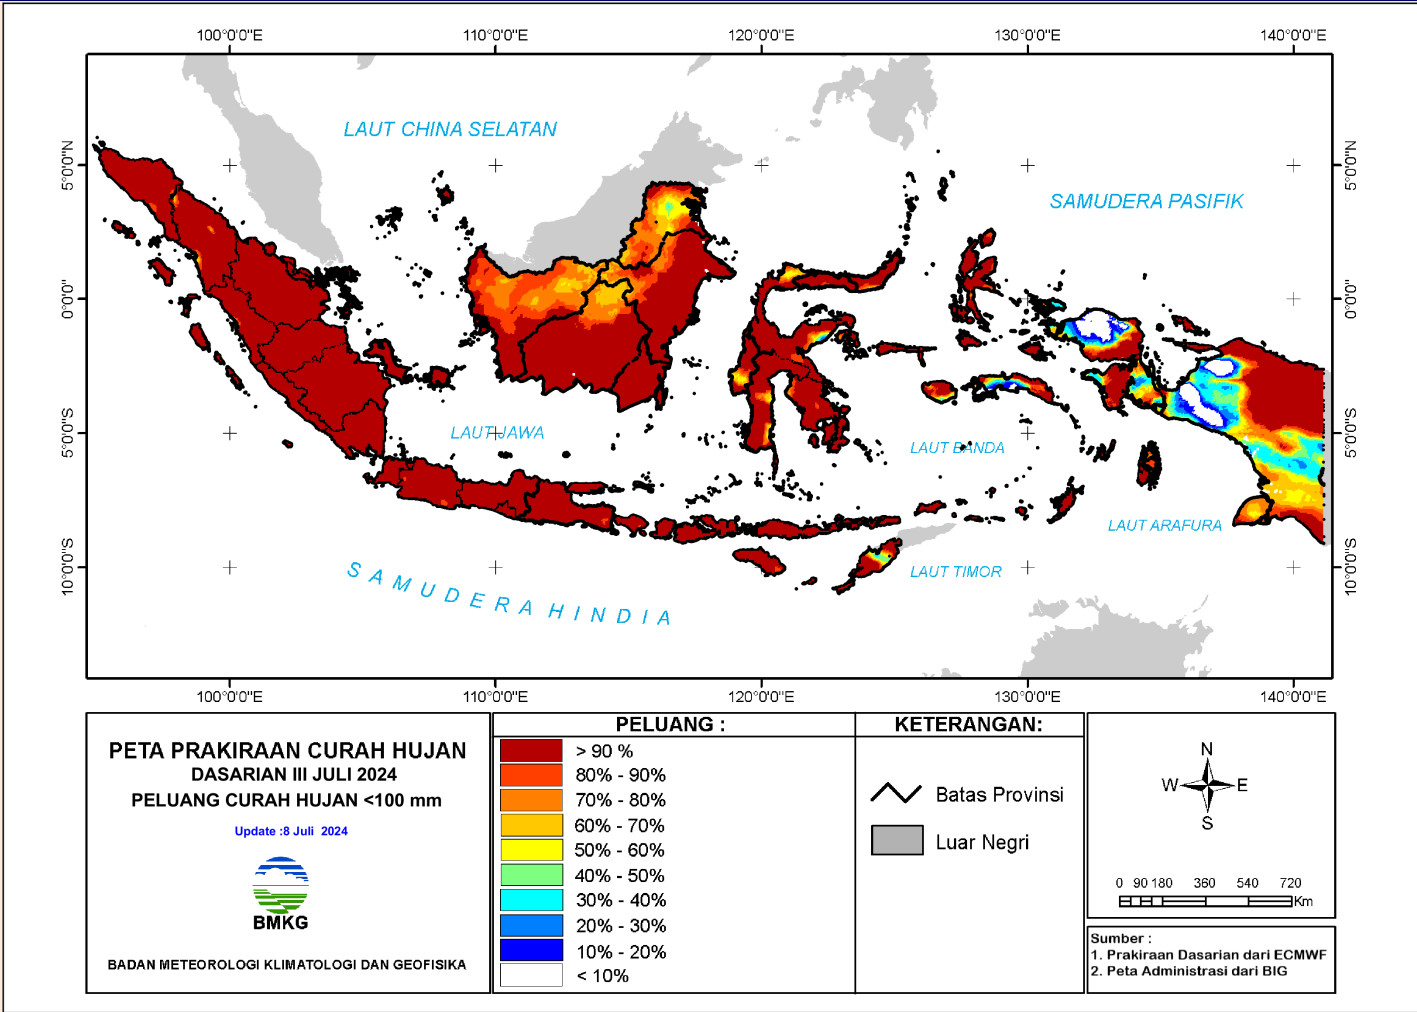 100°0'0"E 110°0'0"E 120°0'0"E 130°0'0"E 140°0'0"E
LAUT CHINA SELATAN
5°0'0"N 5°0'0"N
SAMUDERA PASIFIK
0°0'0" 0°0'0"
LAUT JAWA
5°0'0"S 5°0'0"S
LAUT BANDA
LAUT ARAFURA
10°0'0"S 10°0'0"S
LAUT TIMOR
SAMUDERA HINDIA
100°0'0"E 110°0'0"E 120°0'0"E 130°0'0"E 140°0'0"E
PETA PRAKIRAAN CURAH HUJAN
DASARIAN III JULI 2024
PELUANG CURAH HUJAN <100 mm
Update :8 Juli 2024
BMKG
BADAN METEOROLOGI KLIMATOLOGI DAN GEOFISIKA
PELUANG :
> 90 %
80% - 90%
70% - 80%
60% - 70%
50% - 60%
40% - 50%
30% - 40%
20% - 30%
10% - 20%
< 10%
KETERANGAN:
Batas Provinsi
Luar Negri
N
W E
S
0 90 180 360 540 720
Km
Sumber :
1. Prakiraan Dasarian dari ECMWF
2. Peta Administrasi dari BIG